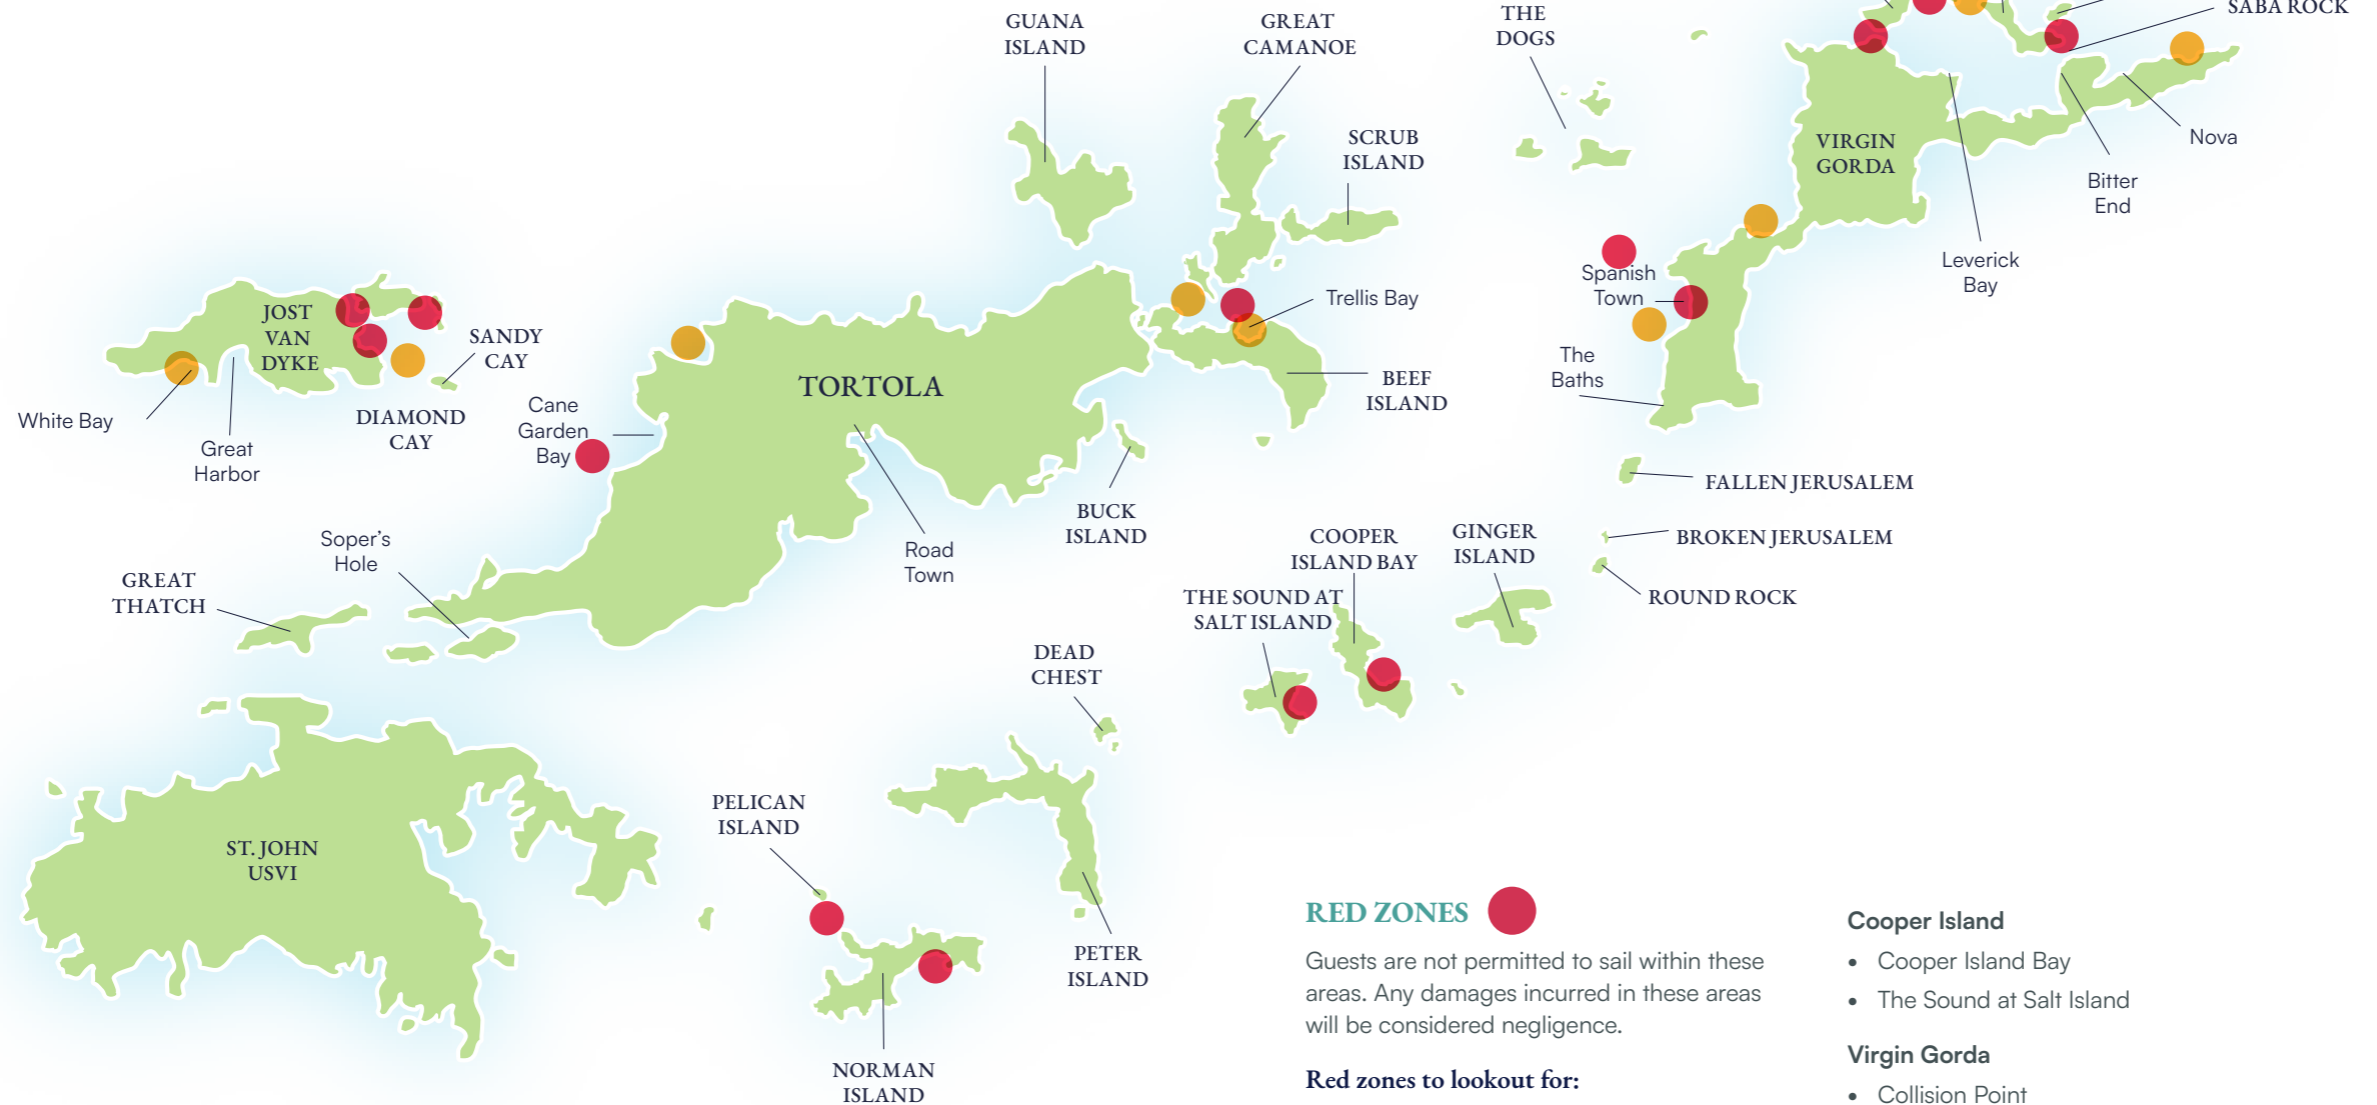 GUANA
ISLAND
GREAT
CAMANOE
THE
DOGS
SABA ROCK
SCRUB
ISLAND
VIRGIN
GORDA
Nova
Bitter
End
Leverick
Bay
Spanish
Town
Trellis Bay
JOST
VAN
DYKE
SANDY
CAY
The
Baths
TORTOLA
BEEF
ISLAND
White Bay
DIAMOND
CAY
Cane
Garden
Bay
Great
Harbor
FALLEN JERUSALEM
BUCK
ISLAND
COOPER
ISLAND BAY
GINGER
ISLAND
BROKEN JERUSALEM
Soper's
Hole
Road
Town
GREAT
THATCH
THE SOUND AT
SALT ISLAND
ROUND ROCK
DEAD
CHEST
PELICAN
ISLAND
ST. JOHN
USVI
PETER
ISLAND
NORMAN
ISLAND
RED ZONES
Guests are not permitted to sail within these
areas. Any damages incurred in these areas
will be considered negligence.
Red zones to lookout for:
Cooper Island
• Cooper Island Bay
• The Sound at Salt Island
Virgin Gorda
• Collision Point